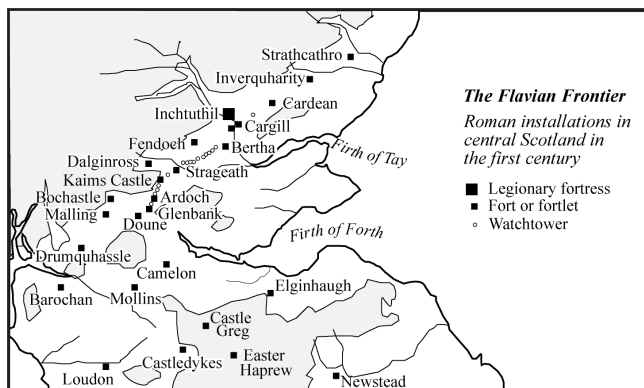 Strathcathro
Inverquharity
Cardean
Inchtuthil
Cargill
Fendoch
Bertha
Firth of Tay
Dalginross
Strageath
Kaims Castle
Bochastle
Ardoch
Malling
Glenbank
Doune
Firth of Forth
Drumquhassle
Camelon
Elginhaugh
Barochan
Mollins
Castle
Greg
Castledykes
Easter
Haprew
Loudon
Newstead
The Flavian Frontier
Roman installations in
central Scotland in
the first century
Legionary fortress
Fort or fortlet
Watchtower